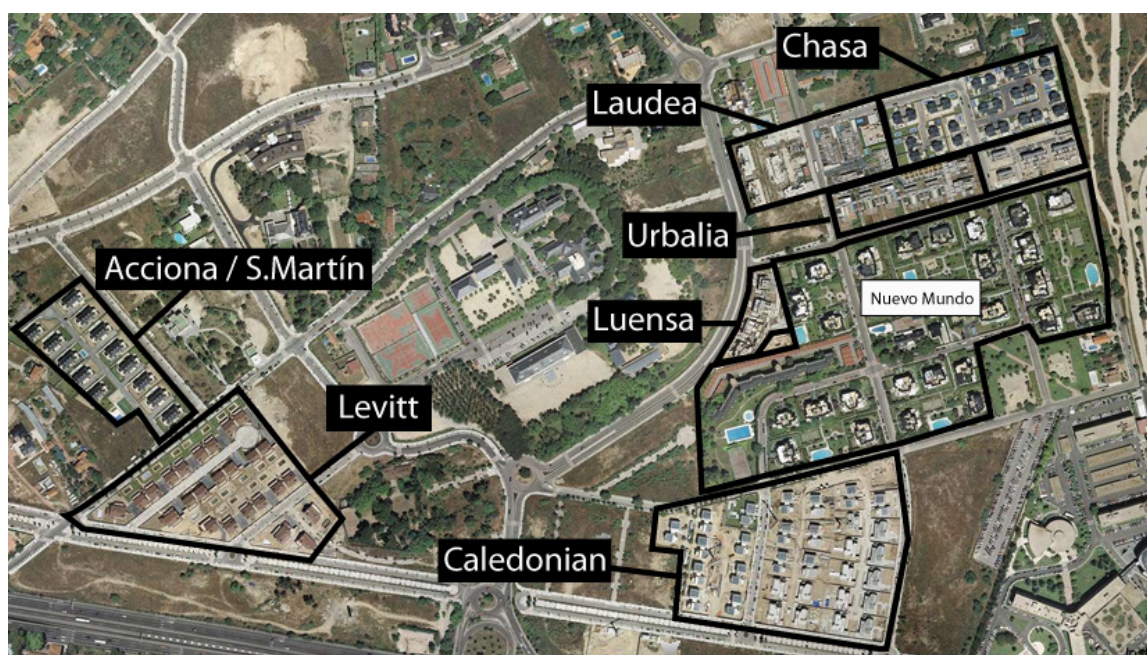 Chasa
Laudea
Urbalia
Acciona / S.Martín
Nuevo Mundo
Luensa
Levitt
Caledonian